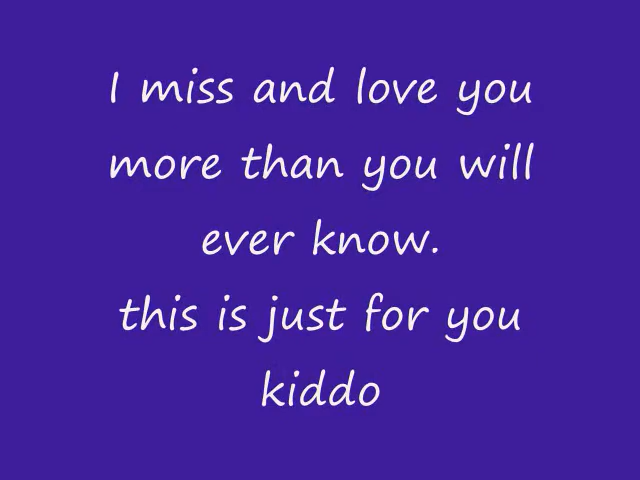 I miss and love you
more than you will
ever know.
this is just for you
kiddo